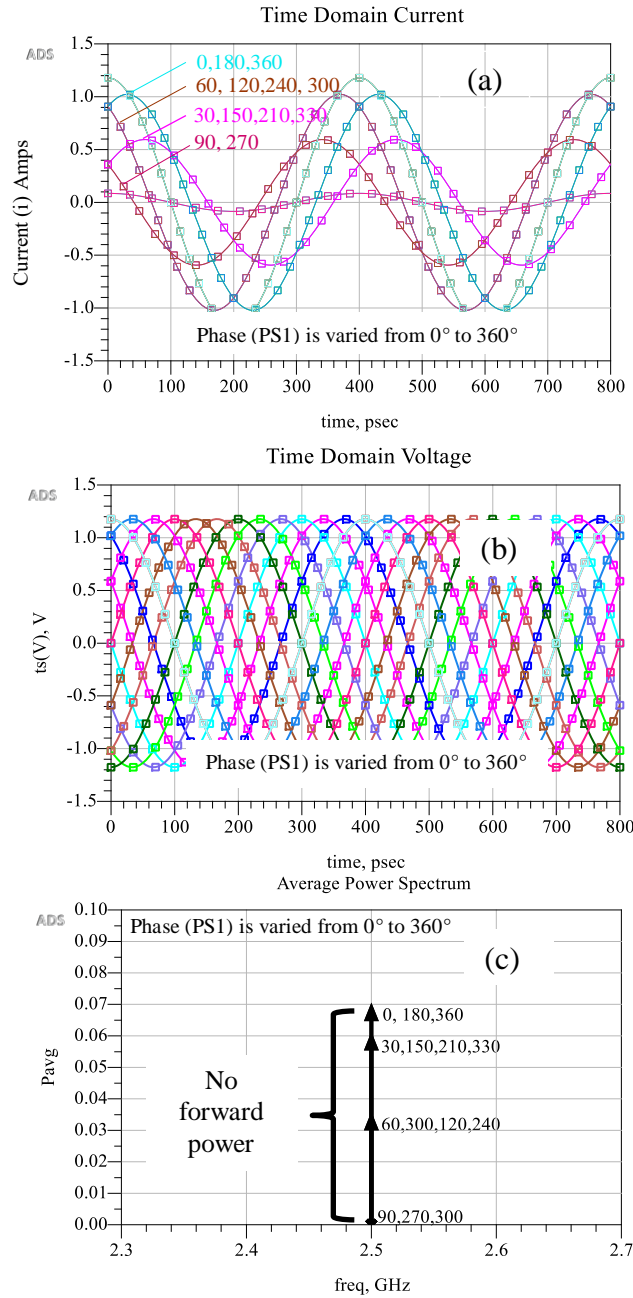 Time Domain Current
ADS
1.5
1.0
0.5
0.0
-0.5
-1.0
-1.5
Current (i)  Amps
0,180,360
60, 120,240, 300
30,150,210,330
90, 270
(a)
Phase (PS1) is varied from 0° to 360°
0
200
400
600
800
time, psec
Time Domain Voltage
ADS
1.5
1.0
0.5
0.0
-0.5
-1.0
-1.5
ts(V), V
(b)
Phase (PS1) is varied from 0° to 360°
0
100
200
300
400
500
600
700
800
time, psec
Average Power Spectrum
ADS
0.10
0.09
0.08
0.07
0.06
0.05
0.04
0.03
0.02
0.01
0.00
Pavg
Phase (PS1) is varied from 0° to 360°
(c)
0, 180,360
30,150,210,330
60,300,120,240
90,270,300
No
forward
power
2.3
2.4
2.5
2.6
2.7
freq, GHz